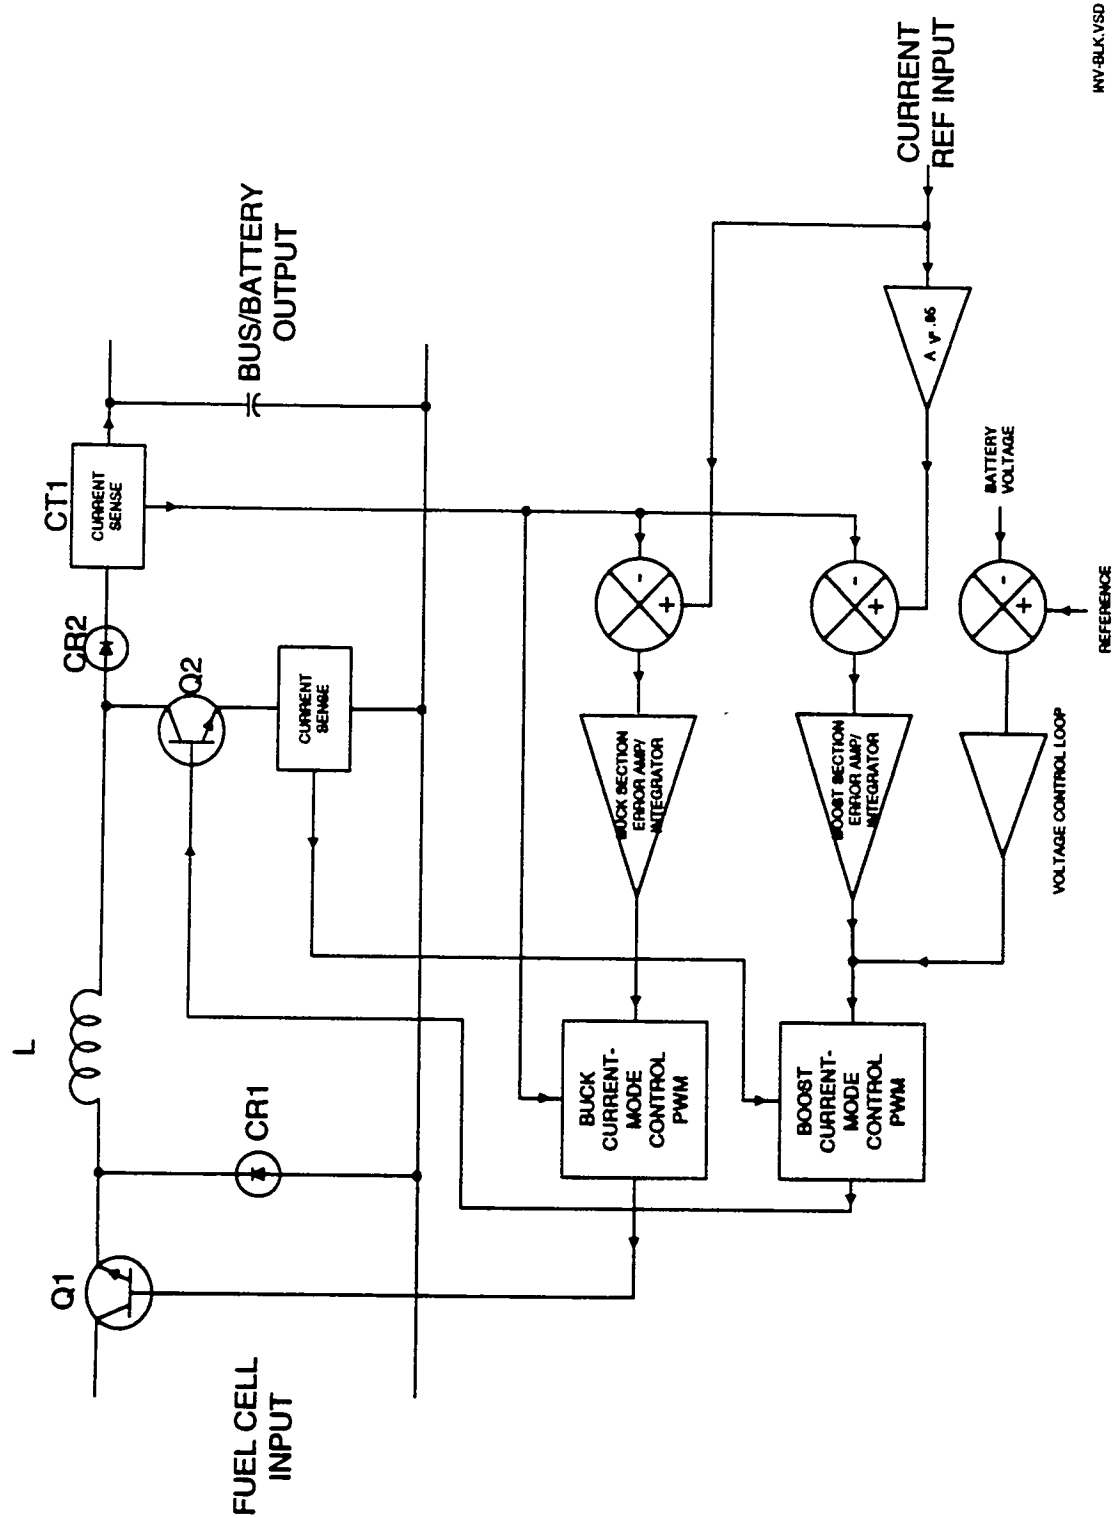 L
Q1
CR1
FUEL CELL
INPUT
Q2
CR2
CT1
CURRENT
SENSE
CURRENT
SENSE
BUS/BATTERY
OUTPUT
BUCK
CURRENT-
MODE
CONTROL
PWM
BUCK SECTION
ERROR AMP/
INTEGRATOR
-
+
BOOST
CURRENT-
MODE
CONTROL
PWM
BOOST SECTION
ERROR AMP/
INTEGRATOR
-
+
VOLTAGE CONTROL LOOP
-
+
BATTERY
VOLTAGE
REFERENCE
A V= .95
CURRENT
REF INPUT
INV-BLK.VSD